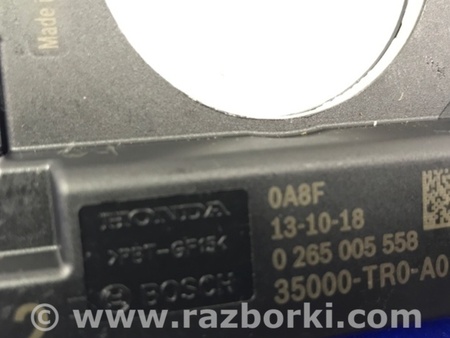 Made in
HONDA
>PBT-GF15<
BOSCH
0A8F
13-10-18
0 265 005 558
35000-TR0-A0
© www.razborki.com